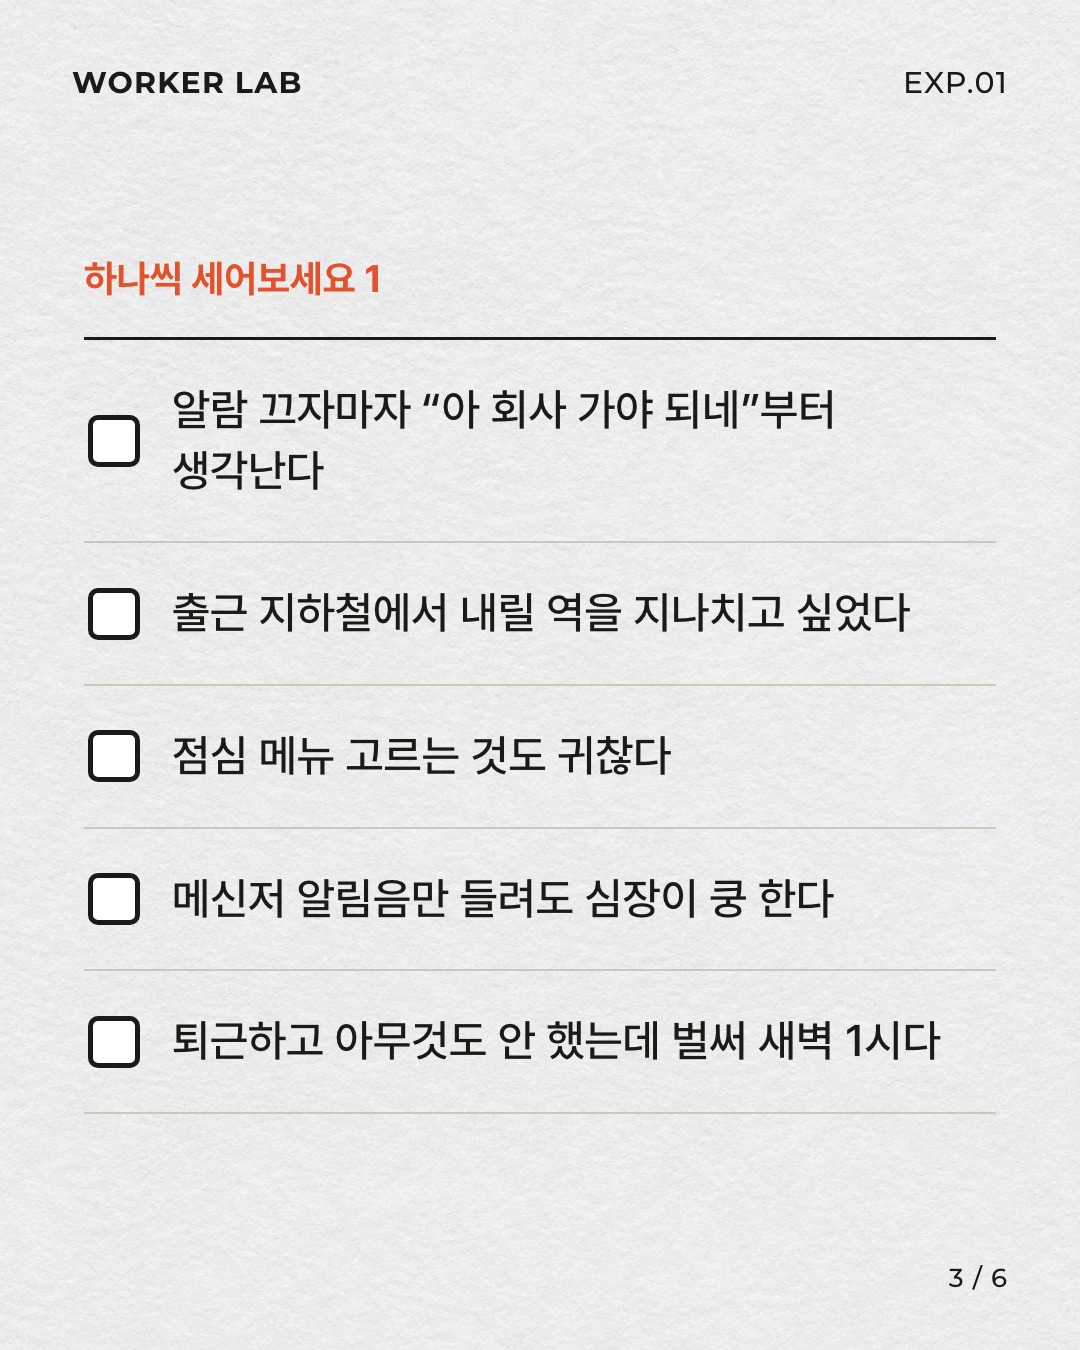 WORKER LAB
EXP.01
하나씩 세어보세요 1
알람 끄자마자 “아 회사 가야 되네”부터
생각난다
출근 지하철에서 내릴 역을 지나치고 싶었다
점심 메뉴 고르는 것도 귀찮다
메신저 알림음만 들려도 심장이 쿵 한다
퇴근하고 아무것도 안 했는데 벌써 새벽 1시다
3 / 6